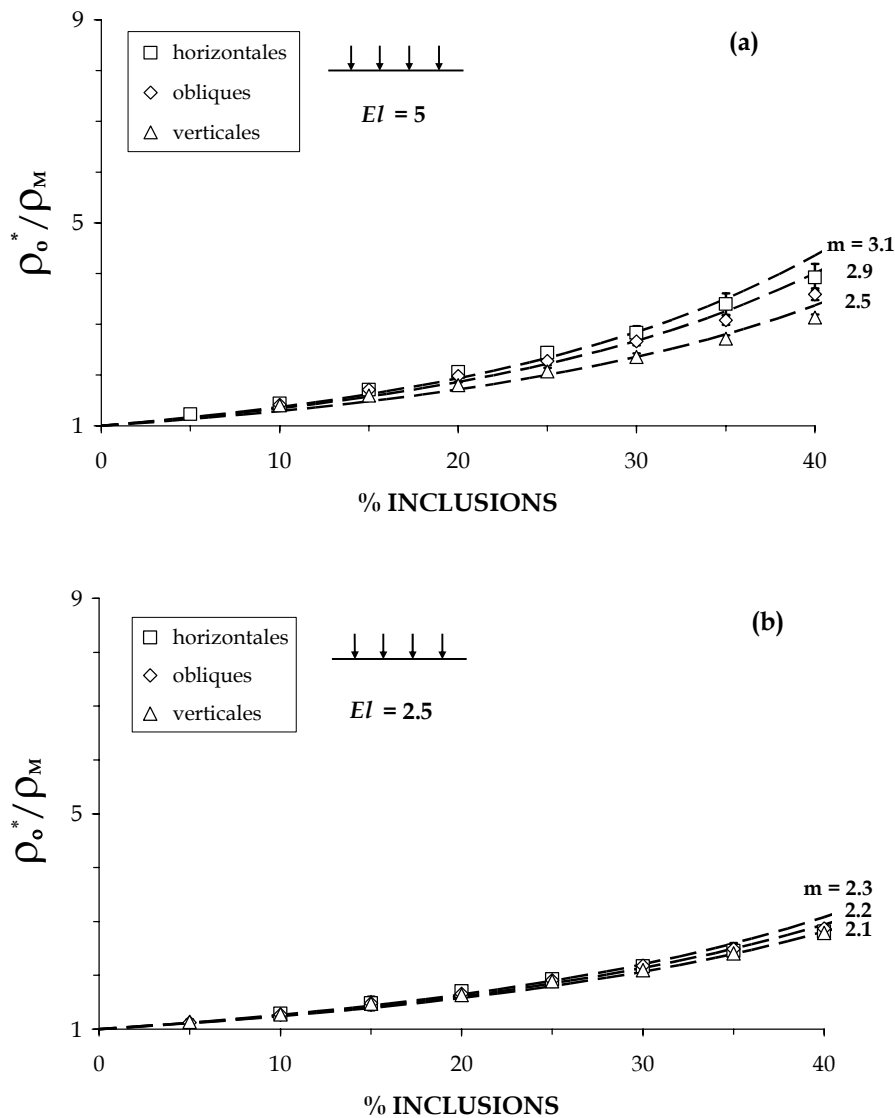 9
(a)
horizontales
obliques
verticales
El = 5
ρo*/ρM
5
m = 3.1
2.9
2.5
1
0
10
20
30
40
% INCLUSIONS
9
(b)
horizontales
obliques
verticales
El = 2.5
ρo*/ρM
5
m = 2.3
2.2
2.1
1
0
10
20
30
40
% INCLUSIONS